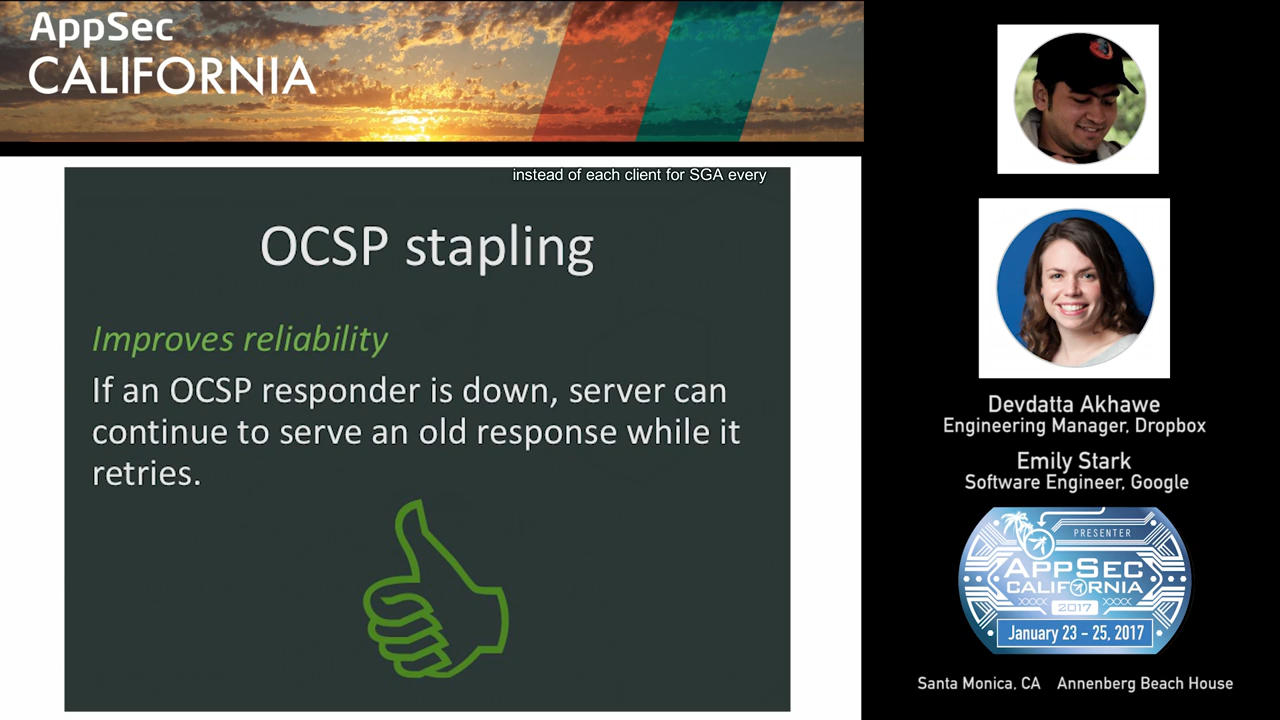 AppSec
CALIFORNIA
instead of each client for SGA every
OCSP stapling
Improves reliability
If an OCSP responder is down, server can
continue to serve an old response while it
retries.
Devdatta Akhawe
Engineering Manager, Dropbox
Emily Stark
Software Engineer, Google
PRESENTER
APPSEC
CALIFORNIA
XXXX 2017 XXXX
January 23 - 25, 2017
Santa Monica, CA Annenberg Beach House